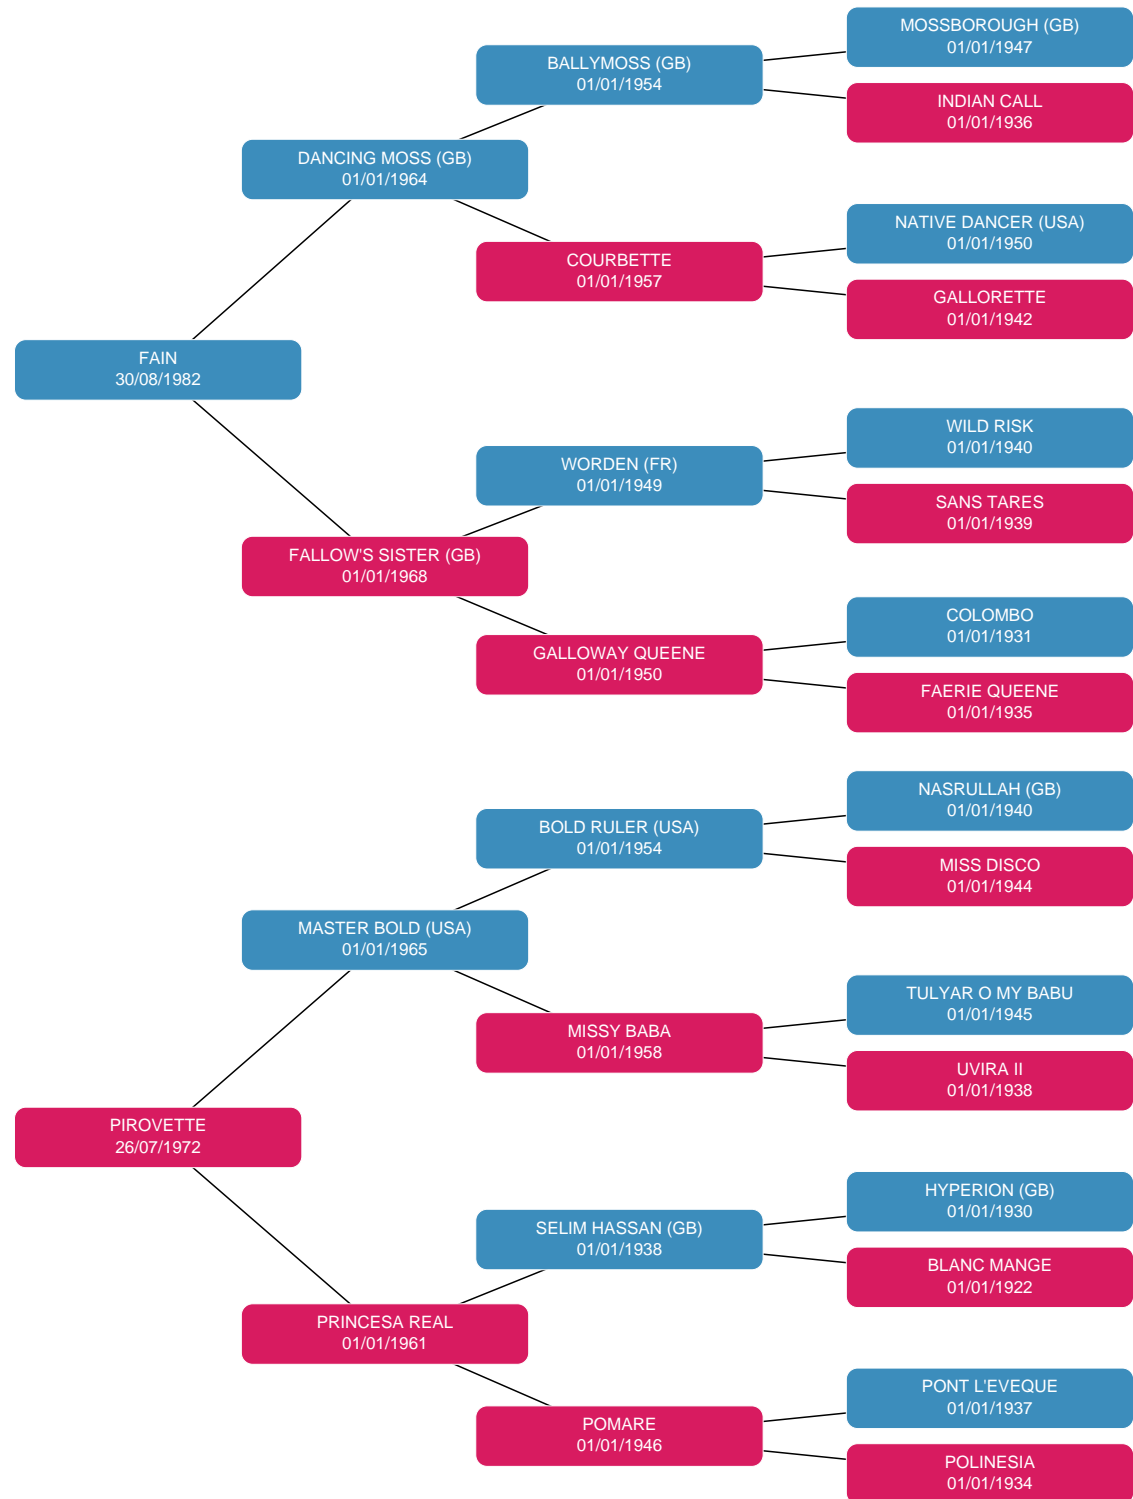 MOSSBOROUGH (GB)
01/01/1947
BALLYMOSS (GB)
01/01/1954
INDIAN CALL
01/01/1936
DANCING MOSS (GB)
01/01/1964
NATIVE DANCER (USA)
01/01/1950
COURBETTE
01/01/1957
GALLORETTE
01/01/1942
FAIN
30/08/1982
WILD RISK
01/01/1940
WORDEN (FR)
01/01/1949
SANS TARES
01/01/1939
FALLOW'S SISTER (GB)
01/01/1968
COLOMBO
01/01/1931
GALLOWAY QUEENE
01/01/1950
FAERIE QUEENE
01/01/1935
NASRULLAH (GB)
01/01/1940
BOLD RULER (USA)
01/01/1954
MISS DISCO
01/01/1944
MASTER BOLD (USA)
01/01/1965
TULYAR O MY BABU
01/01/1945
MISSY BABA
01/01/1958
UVIRA II
01/01/1938
PIROVETTE
26/07/1972
HYPERION (GB)
01/01/1930
SELIM HASSAN (GB)
01/01/1938
BLANC MANGE
01/01/1922
PRINCESA REAL
01/01/1961
PONT L'EVEQUE
01/01/1937
POMARE
01/01/1946
POLINESIA
01/01/1934